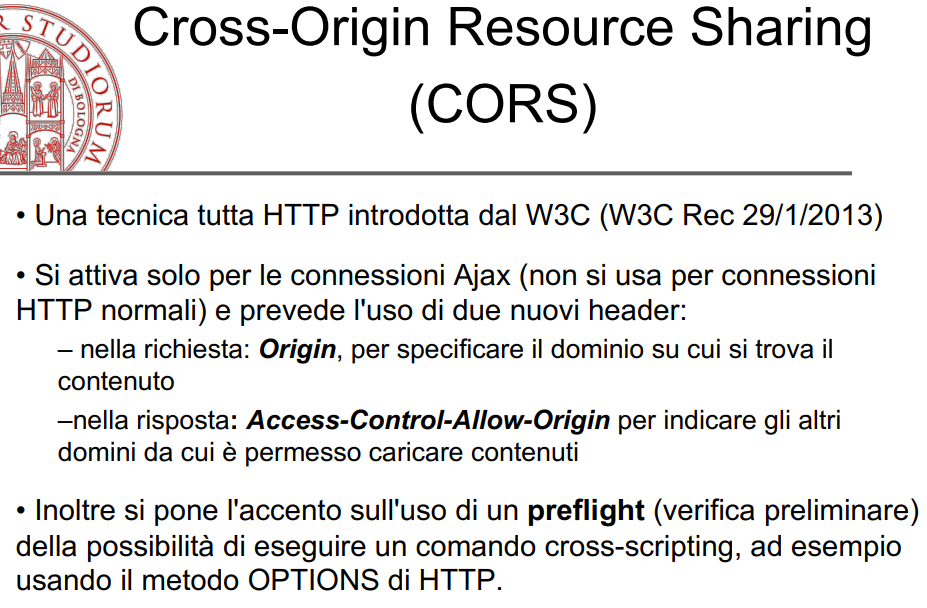 Cross-Origin Resource Sharing
(CORS)
R STUDIORUM
DI BOLOGNA
• Una tecnica tutta HTTP introdotta dal W3C (W3C Rec 29/1/2013)
• Si attiva solo per le connessioni Ajax (non si usa per connessioni
HTTP normali) e prevede l'uso di due nuovi header:
– nella richiesta: Origin, per specificare il dominio su cui si trova il
contenuto
–nella risposta: Access-Control-Allow-Origin per indicare gli altri
domini da cui è permesso caricare contenuti
• Inoltre si pone l'accento sull'uso di un preflight (verifica preliminare)
della possibilità di eseguire un comando cross-scripting, ad esempio
usando il metodo OPTIONS di HTTP.